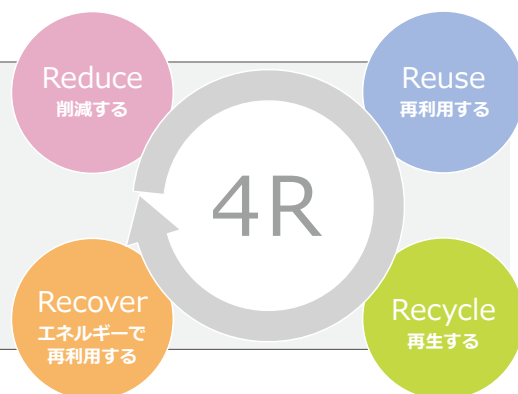 Reduce
削減する
Reuse
再利用する
4R
Recover
エネルギーで
再利用する
Recycle
再生する